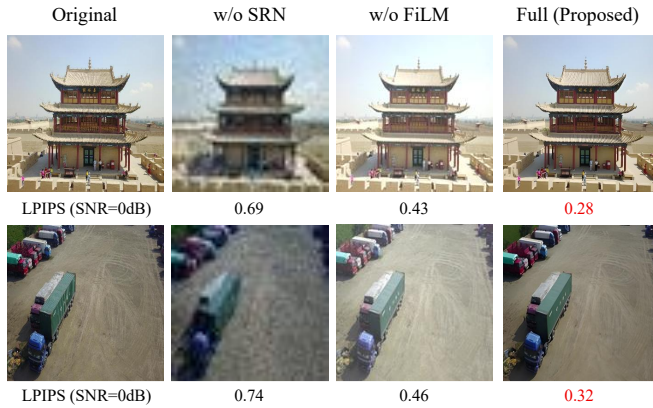 Original w/o SRN w/o FiLM Full (Proposed)
LPIPS (SNR=0dB) 0.69 0.43 0.28
LPIPS (SNR=0dB) 0.74 0.46 0.32